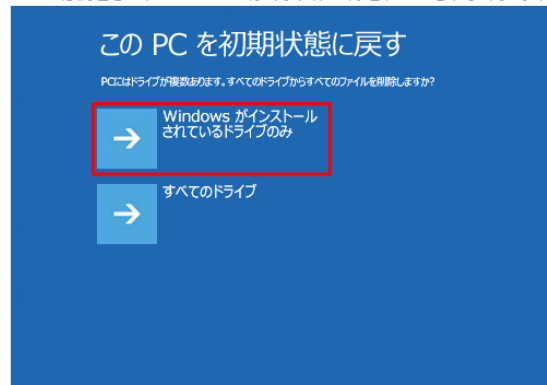 この PC を初期状態に戻す
PCにはドライブが複数あります。すべてのドライブからすべてのファイルを削除しますか?
Windows がインストール
されているドライブのみ
すべてのドライブ